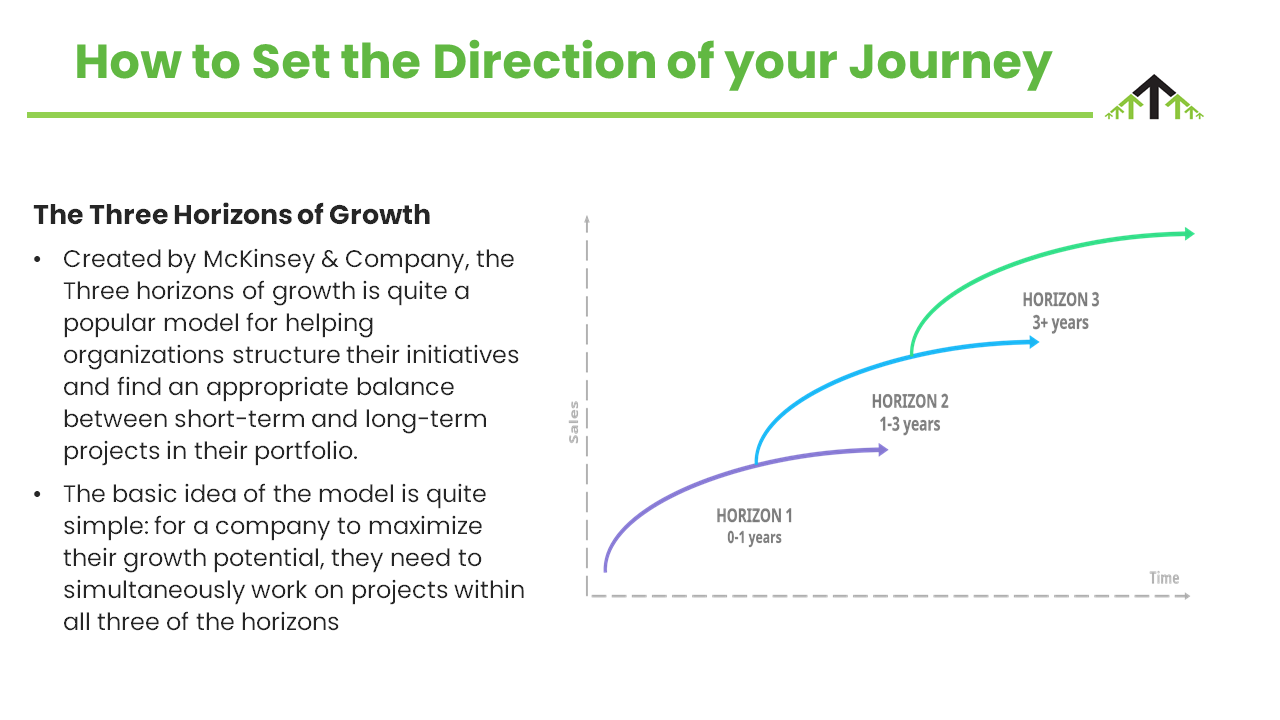 How to Set the Direction of your Journey
The Three Horizons of Growth
• Created by McKinsey & Company, the
Three horizons of growth is quite a
popular model for helping
organizations structure their initiatives
and find an appropriate balance
between short-term and long-term
projects in their portfolio.
• The basic idea of the model is quite
simple: for a company to maximize
their growth potential, they need to
simultaneously work on projects within
all three of the horizons
Sales
HORIZON 3
3+ years
HORIZON 2
1-3 years
HORIZON 1
0-1 years
Time